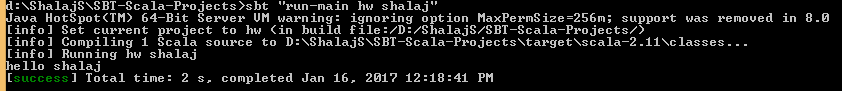 d:\ShalajS\SBT-Scala-Projects>sbt "run-main hw shalaj"
Java HotSpot(TM) 64-Bit Server VM warning: ignoring option MaxPermSize=256m; support was removed in 8.0
[info] Set current project to hw (in build file:/D:/ShalajS/SBT-Scala-Projects/)
[info] Compiling 1 Scala source to D:\ShalajS\SBT-Scala-Projects\target\scala-2.11\classes...
[info] Running hw shalaj
hello shalaj
[success] Total time: 2 s, completed Jan 16, 2017 12:18:41 PM